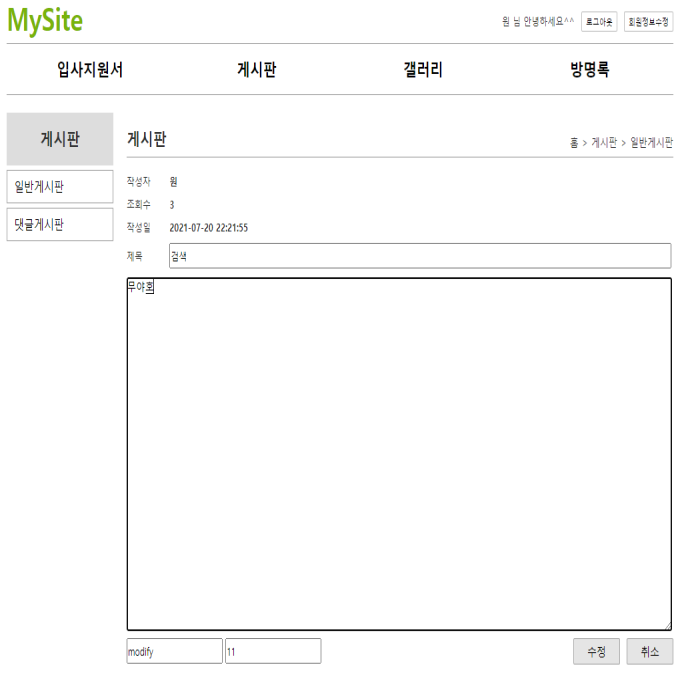 MySite
원 님 안녕하세요^^ 로그아웃 회원정보수정
입사지원서 게시판 갤러리 방명록
게시판
일반게시판
댓글게시판
게시판
홈 > 게시판 > 일반게시판
작성자 원
조회수 3
작성일 2021-07-20 22:21:55
제목 검색
무야호
modify 11 수정 취소